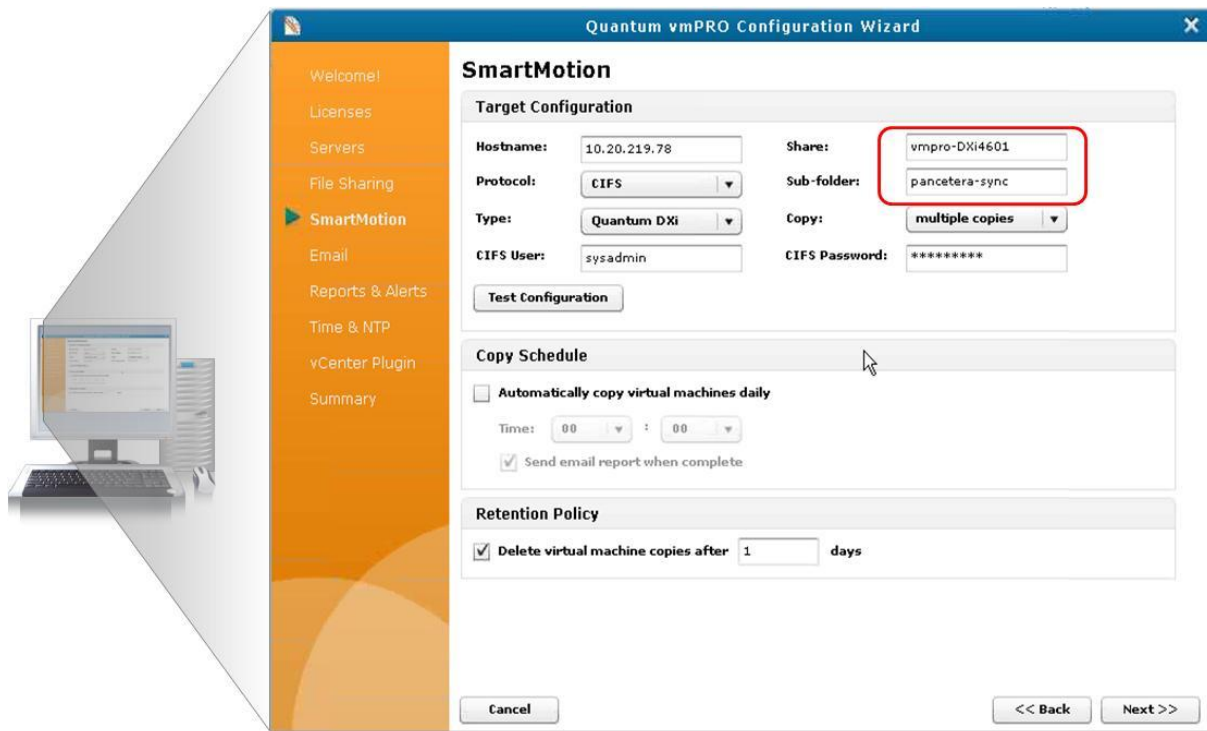 Quantum vmPRO Configuration Wizard
Welcome!
Licenses
Servers
File Sharing
SmartMotion
Email
Reports & Alerts
Time & NTP
vCenter Plugin
Summary
SmartMotion
Target Configuration
Hostname: 10.20.219.78 Share: vmpro-DXi4601
Protocol: CIFS Sub-folder: pancetera-sync
Type: Quantum DXi Copy: multiple copies
CIFS User: sysadmin CIFS Password: *********
Test Configuration
Copy Schedule
Automatically copy virtual machines daily
Time: 00 : 00
Send email report when complete
Retention Policy
Delete virtual machine copies after 1 days
Cancel << Back Next >>